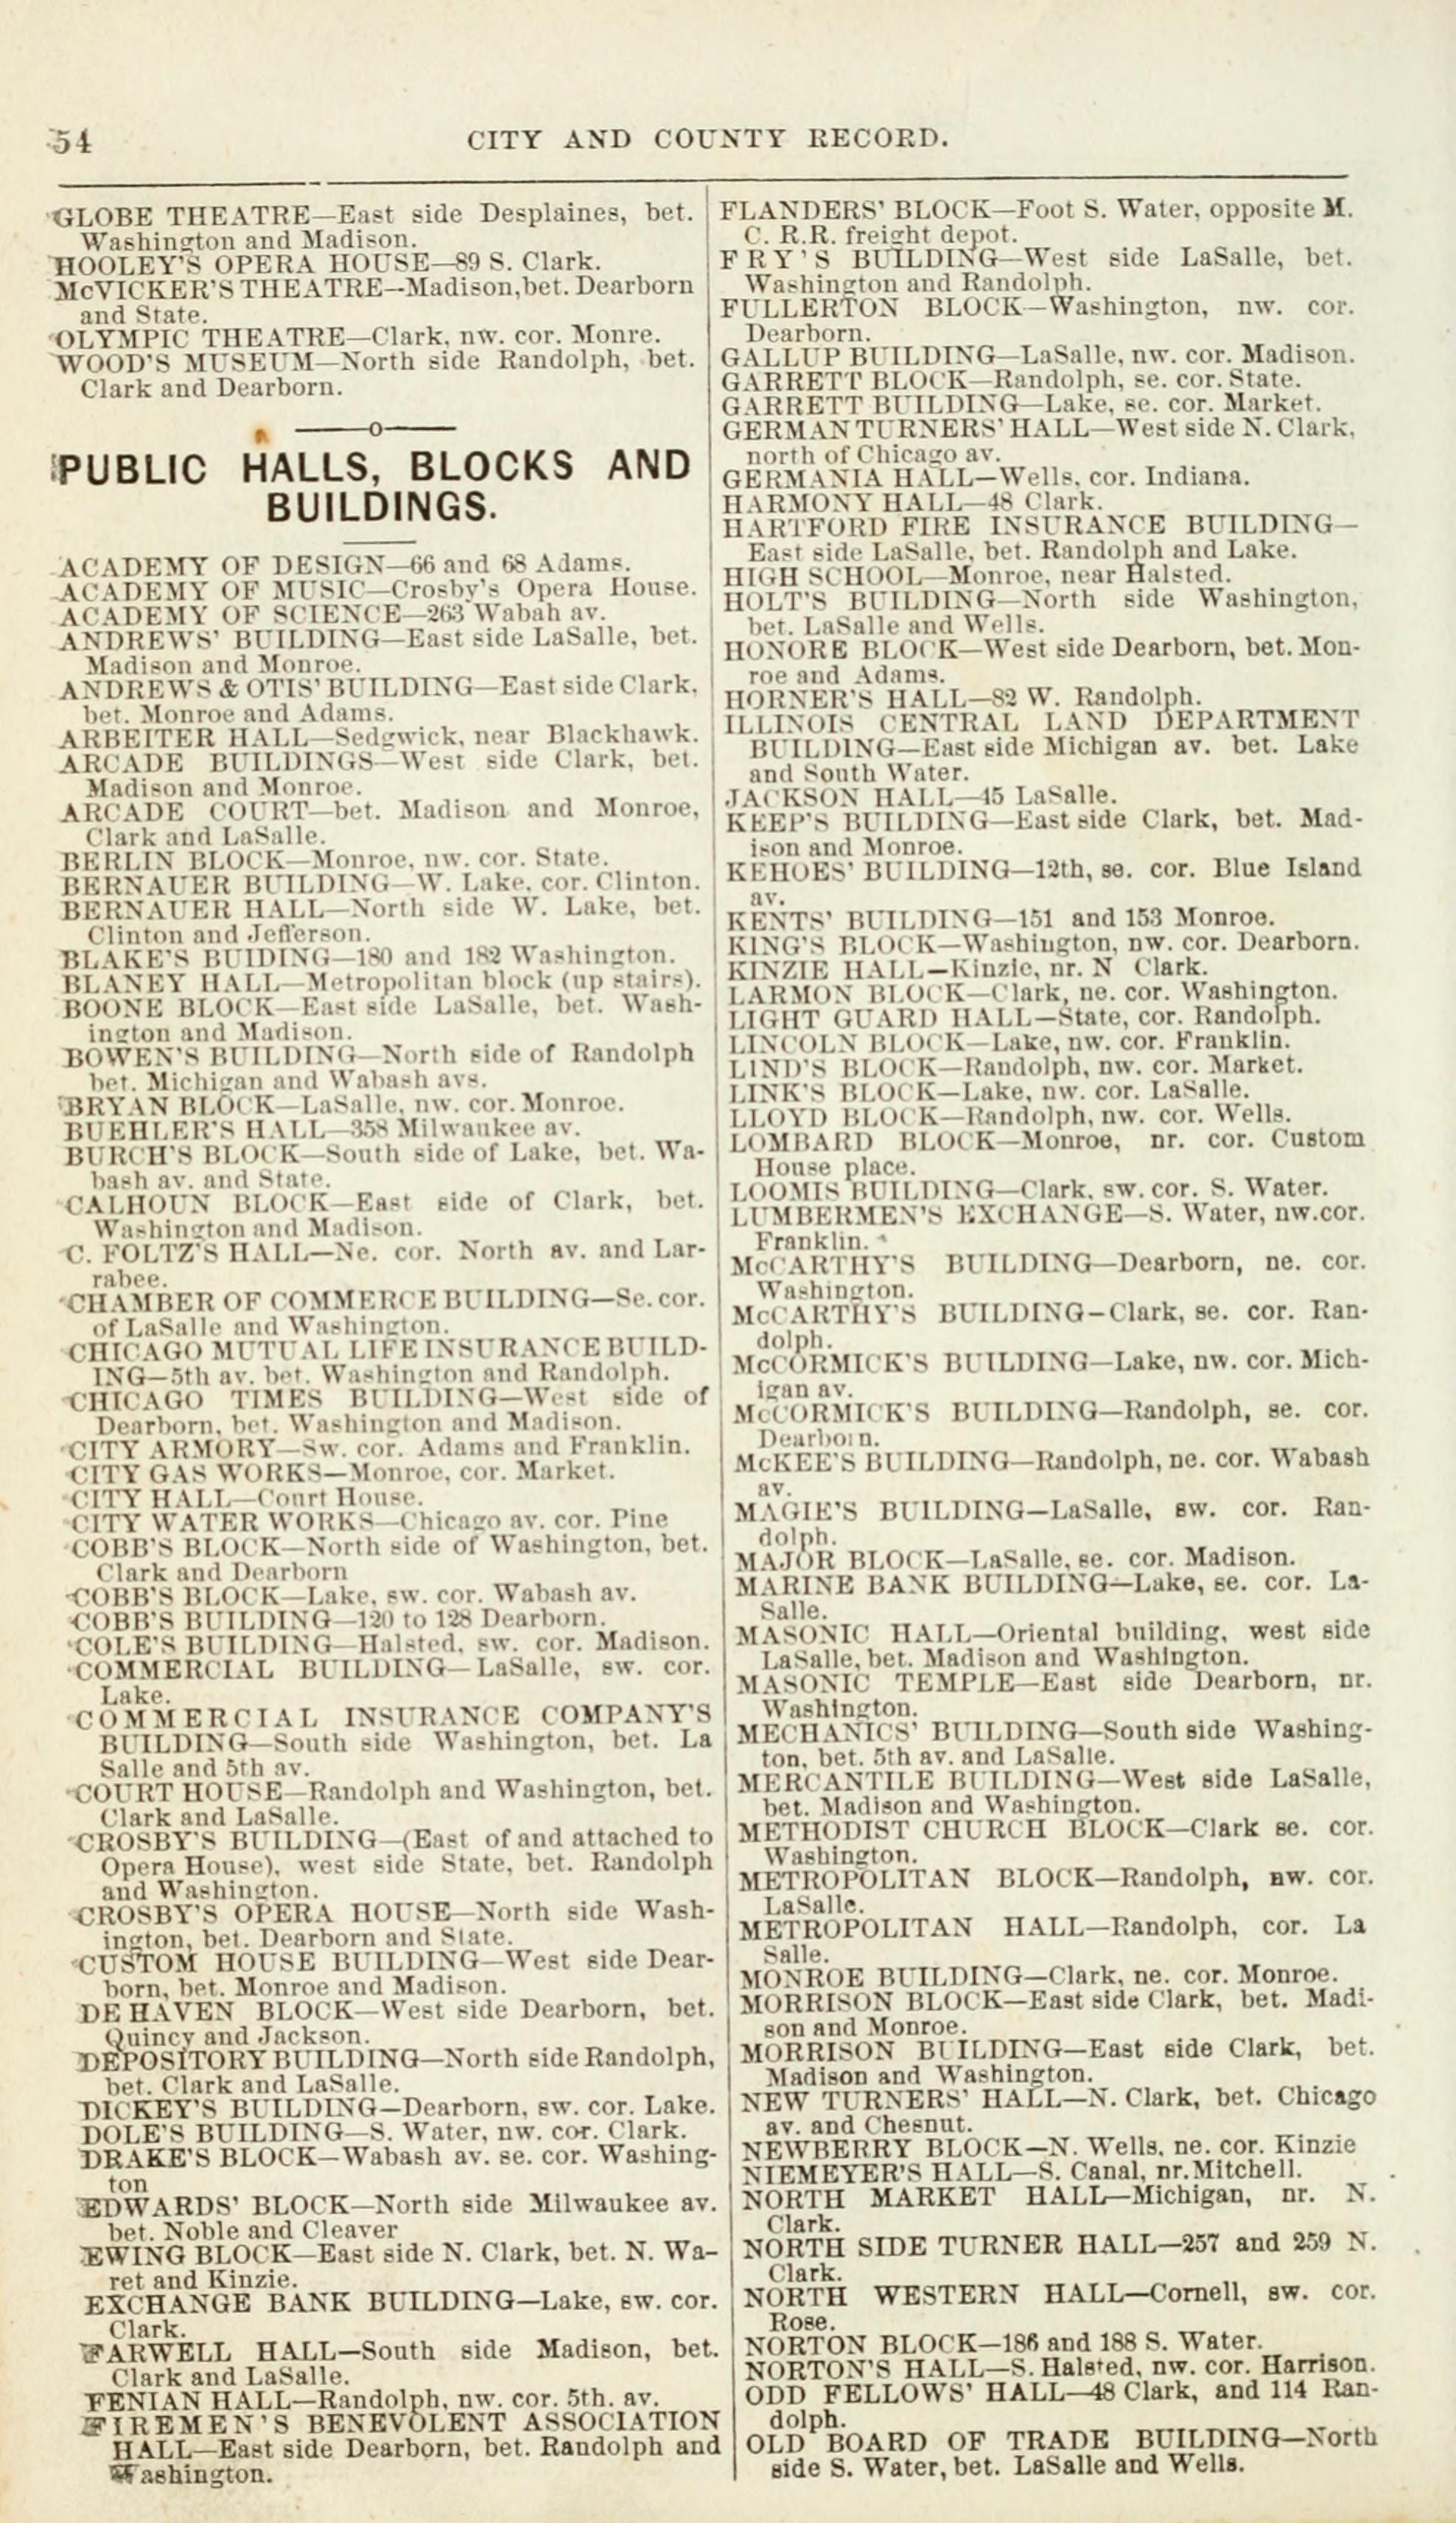 54
CITY AND COUNTY RECORD.
GLOBE THEATRE—East side Desplaines, bet.
Washington and Madison.
HOOLEY'S OPERA HOUSE—89 S. Clark.
McVICKER'S THEATRE--Madison, bet. Dearborn
and State.
OLYMPIC THEATRE—Clark, nw. cor. Monre.
WOOD'S MUSEUM—North side Randolph, bet.
Clark and Dearborn.
PUBLIC HALLS, BLOCKS AND
BUILDINGS.
ACADEMY OF DESIGN—66 and 68 Adams.
ACADEMY OF MUSIC—Crosby's Opera House.
ACADEMY OF SCIENCE—263 Wabah av.
ANDREWS' BUILDING—East side LaSalle, bet.
Madison and Monroe.
ANDREWS & OTIS' BUILDING—East side Clark,
bet. Monroe and Adams.
ARBEITER HALL—Sedgwick, near Blackhawk.
ARCADE BUILDINGS—West side Clark, bet.
Madison and Monroe.
ARCADE COURT—bet. Madison and Monroe,
Clark and LaSalle.
BERLIN BLOCK—Monroe, nw. cor. State.
BERNAUER BUILDING—W. Lake, cor. Clinton.
BERNAUER HALL—North side W. Lake, bet.
Clinton and Jefferson.
BLAKE'S BUIDING—180 and 182 Washington.
BLANEY HALL—Metropolitan block (up stairs).
BOONE BLOCK—East side LaSalle, bet. Wash-
ington and Madison.
BOWEN'S BUILDING—North side of Randolph
bet. Michigan and Wabash avs.
BRYAN BLOCK—LaSalle, nw. cor. Monroe.
BUEHLER'S HALL—358 Milwaukee av.
BURCH'S BLOCK—South side of Lake, bet. Wa-
bash av. and State.
CALHOUN BLOCK—East side of Clark, bet.
Washington and Madison.
C. FOLTZ'S HALL—Ne. cor. North av. and Lar-
rabee.
CHAMBER OF COMMERCE BUILDING—Se. cor.
of LaSalle and Washington.
CHICAGO MUTUAL LIFE INSURANCE BUILD-
ING—5th av. bet. Washington and Randolph.
CHICAGO TIMES BUILDING—West side of
Dearborn, bet. Washington and Madison.
CITY ARMORY—Sw. cor. Adams and Franklin.
CITY GAS WORKS—Monroe, cor. Market.
CITY HALL—Court House.
CITY WATER WORKS—Chicago av. cor. Pine
COBB'S BLOCK—North side of Washington, bet.
Clark and Dearborn
COBB'S BLOCK—Lake, sw. cor. Wabash av.
COBB'S BUILDING—120 to 128 Dearborn.
COLE'S BUILDING—Halsted, sw. cor. Madison.
COMMERCIAL BUILDING—LaSalle, sw. cor.
Lake.
COMMERCIAL INSURANCE COMPANY'S
BUILDING—South side Washington, bet. La
Salle and 5th av.
COURT HOUSE—Randolph and Washington, bet.
Clark and LaSalle.
CROSBY'S BUILDING—(East of and attached to
Opera House), west side State, bet. Randolph
and Washington.
CROSBY'S OPERA HOUSE—North side Wash-
ington, bet. Dearborn and State.
CUSTOM HOUSE BUILDING—West side Dear-
born, bet. Monroe and Madison.
DE HAVEN BLOCK—West side Dearborn, bet.
Quincy and Jackson.
DEPOSITORY BUILDING—North side Randolph,
bet. Clark and LaSalle.
DICKEY'S BUILDING—Dearborn, sw. cor. Lake.
DOLE'S BUILDING—S. Water, nw. cor. Clark.
DRAKE'S BLOCK—Wabash av. se. cor. Washing-
ton
EDWARDS' BLOCK—North side Milwaukee av.
bet. Noble and Cleaver
EWING BLOCK—East side N. Clark, bet. N. Wa-
ret and Kinzie.
EXCHANGE BANK BUILDING—Lake, sw. cor.
Clark.
FARWELL HALL—South side Madison, bet.
Clark and LaSalle.
FENIAN HALL—Randolph, nw. cor. 5th. av.
FIREMEN'S BENEVOLENT ASSOCIATION
HALL—East side Dearborn, bet. Randolph and
Washington.
FLANDERS' BLOCK—Foot S. Water, opposite M.
C. R.R. freight depot.
FRY'S BUILDING—West side LaSalle, bet.
Washington and Randolph.
FULLERTON BLOCK—Washington, nw. cor.
Dearborn.
GALLUP BUILDING—LaSalle, nw. cor. Madison.
GARRETT BLOCK—Randolph, se. cor. State.
GARRETT BUILDING—Lake, se. cor. Market.
GERMAN TURNERS' HALL—West side N. Clark,
north of Chicago av.
GERMANIA HALL—Wells, cor. Indiana.
HARMONY HALL—48 Clark.
HARTFORD FIRE INSURANCE BUILDING—
East side LaSalle, bet. Randolph and Lake.
HIGH SCHOOL—Monroe, near Halsted.
HOLT'S BUILDING—North side Washington,
bet. LaSalle and Wells.
HONORE BLOCK—West side Dearborn, bet. Mon-
roe and Adams.
HORNER'S HALL—82 W. Randolph.
ILLINOIS CENTRAL LAND DEPARTMENT
BUILDING—East side Michigan av. bet. Lake
and South Water.
JACKSON HALL—45 LaSalle.
KEEP'S BUILDING—East side Clark, bet. Mad-
ison and Monroe.
KEHOES' BUILDING—12th, se. cor. Blue Island
av.
KENTS' BUILDING—151 and 153 Monroe.
KING'S BLOCK—Washington, nw. cor. Dearborn.
KINZIE HALL—Kinzie, nr. N Clark.
LARMON BLOCK—Clark, ne. cor. Washington.
LIGHT GUARD HALL—State, cor. Randolph.
LINCOLN BLOCK—Lake, nw. cor. Franklin.
LIND'S BLOCK—Randolph, nw. cor. Market.
LINK'S BLOCK—Lake, nw. cor. LaSalle.
LLOYD BLOCK—Randolph, nw. cor. Wells.
LOMBARD BLOCK—Monroe, nr. cor. Custom
House place.
LOOMIS BUILDING—Clark, sw. cor. S. Water.
LUMBERMEN'S EXCHANGE—S. Water, nw.cor.
Franklin.
McCARTHY'S BUILDING—Dearborn, ne. cor.
Washington.
McCARTHY'S BUILDING—Clark, se. cor. Ran-
dolph.
McCORMICK'S BUILDING—Lake, nw. cor. Mich-
igan av.
McCORMICK'S BUILDING—Randolph, se. cor.
Dearborn.
McKEE'S BUILDING—Randolph, ne. cor. Wabash
av.
MAGIE'S BUILDING—LaSalle, sw. cor. Ran-
dolph.
MAJOR BLOCK—LaSalle, se. cor. Madison.
MARINE BANK BUILDING—Lake, se. cor. La-
Salle.
MASONIC HALL—Oriental building, west side
LaSalle, bet. Madison and Washington.
MASONIC TEMPLE—East side Dearborn, nr.
Washington.
MECHANICS' BUILDING—South side Washing-
ton, bet. 5th av. and LaSalle.
MERCANTILE BUILDING—West side LaSalle,
bet. Madison and Washington.
METHODIST CHURCH BLOCK—Clark se. cor.
Washington.
METROPOLITAN BLOCK—Randolph, nw. cor.
LaSalle.
METROPOLITAN HALL—Randolph, cor. La
Salle.
MONROE BUILDING—Clark, ne. cor. Monroe.
MORRISON BLOCK—East side Clark, bet. Madi-
son and Monroe.
MORRISON BUILDING—East side Clark, bet.
Madison and Washington.
NEW TURNERS' HALL—N. Clark, bet. Chicago
av. and Chesnut.
NEWBERRY BLOCK—N. Wells, ne. cor. Kinzie
NIEMEYER'S HALL—S. Canal, nr. Mitchell.
NORTH MARKET HALL—Michigan, nr. N.
Clark.
NORTH SIDE TURNER HALL—257 and 259 N.
Clark.
NORTH WESTERN HALL—Cornell, sw. cor.
Rose.
NORTON BLOCK—186 and 188 S. Water.
NORTON'S HALL—S. Halsted, nw. cor. Harrison.
ODD FELLOWS' HALL—48 Clark, and 114 Ran-
dolph.
OLD BOARD OF TRADE BUILDING—North
side S. Water, bet. LaSalle and Wells.